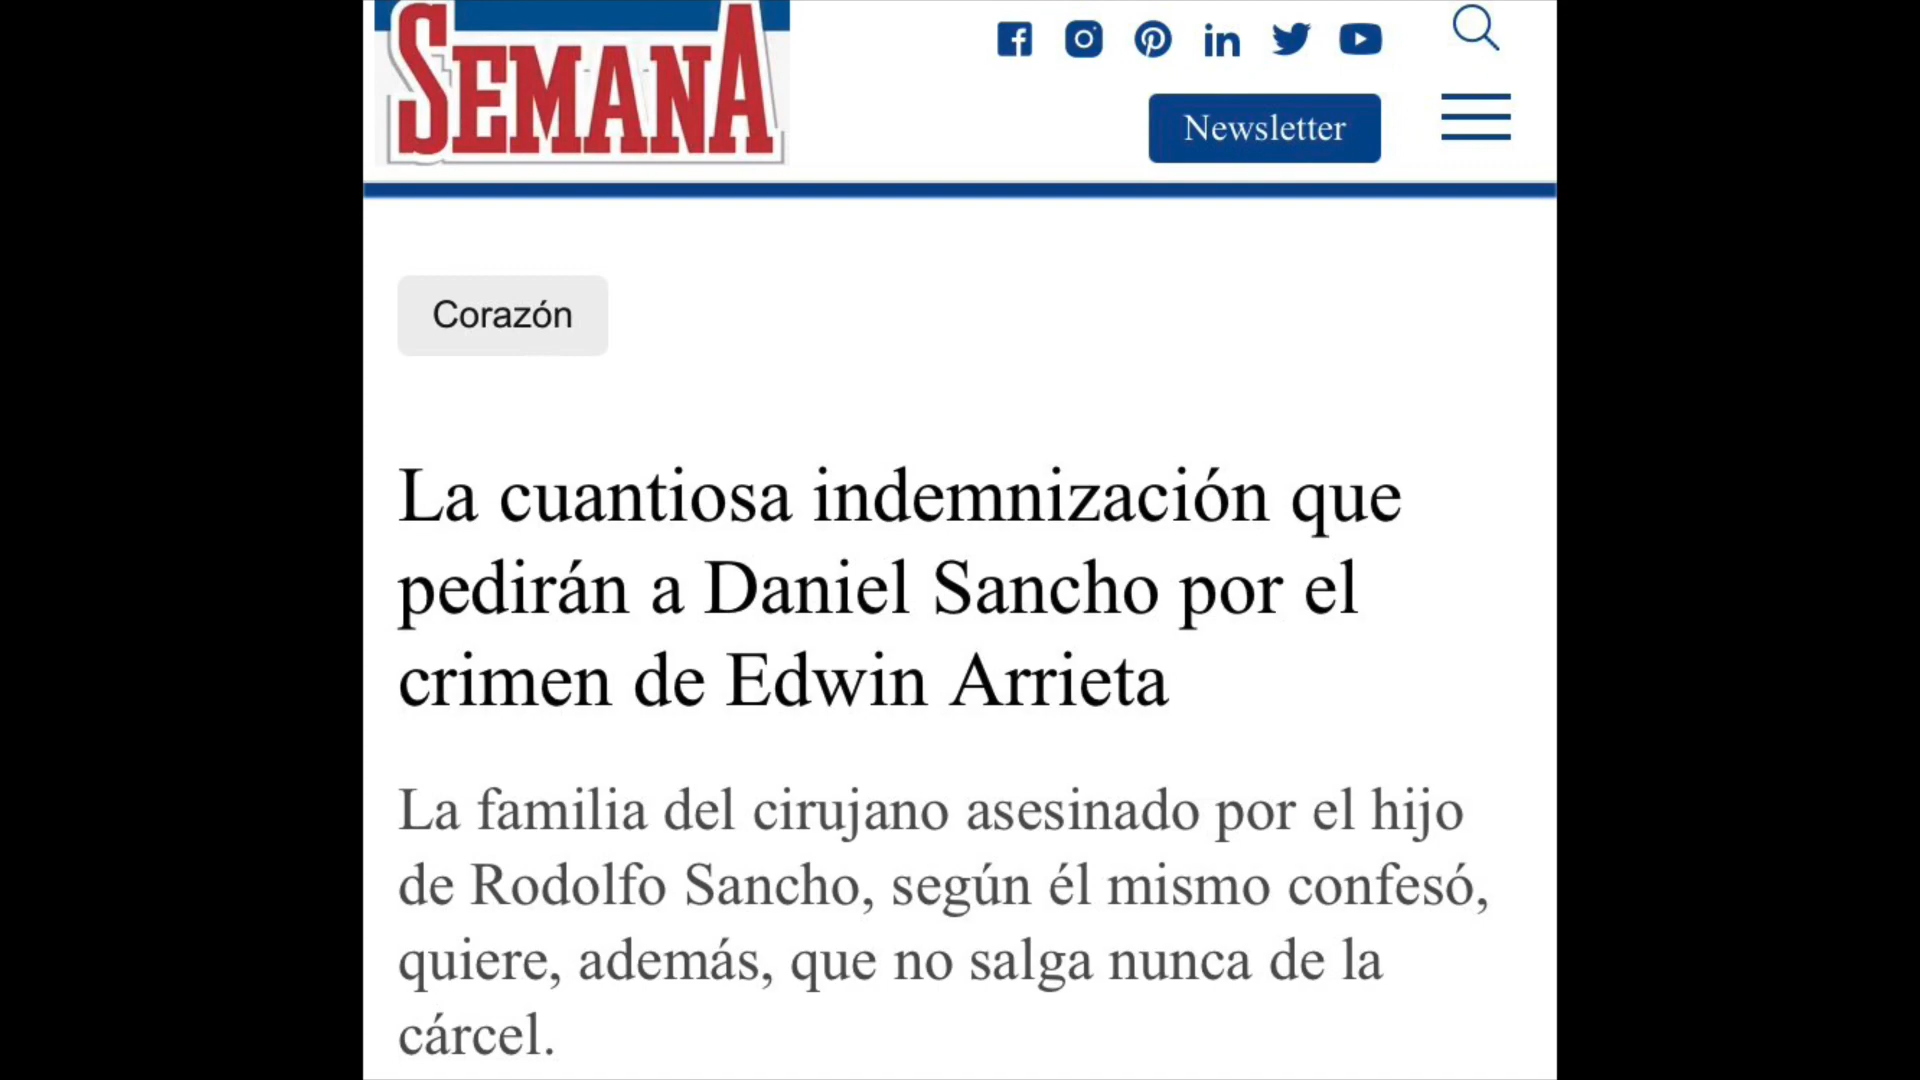 SEMANA
Newsletter
Corazón
La cuantiosa indemnización que
pedirán a Daniel Sancho por el
crimen de Edwin Arrieta
La familia del cirujano asesinado por el hijo
de Rodolfo Sancho, según él mismo confesó,
quiere, además, que no salga nunca de la
cárcel.